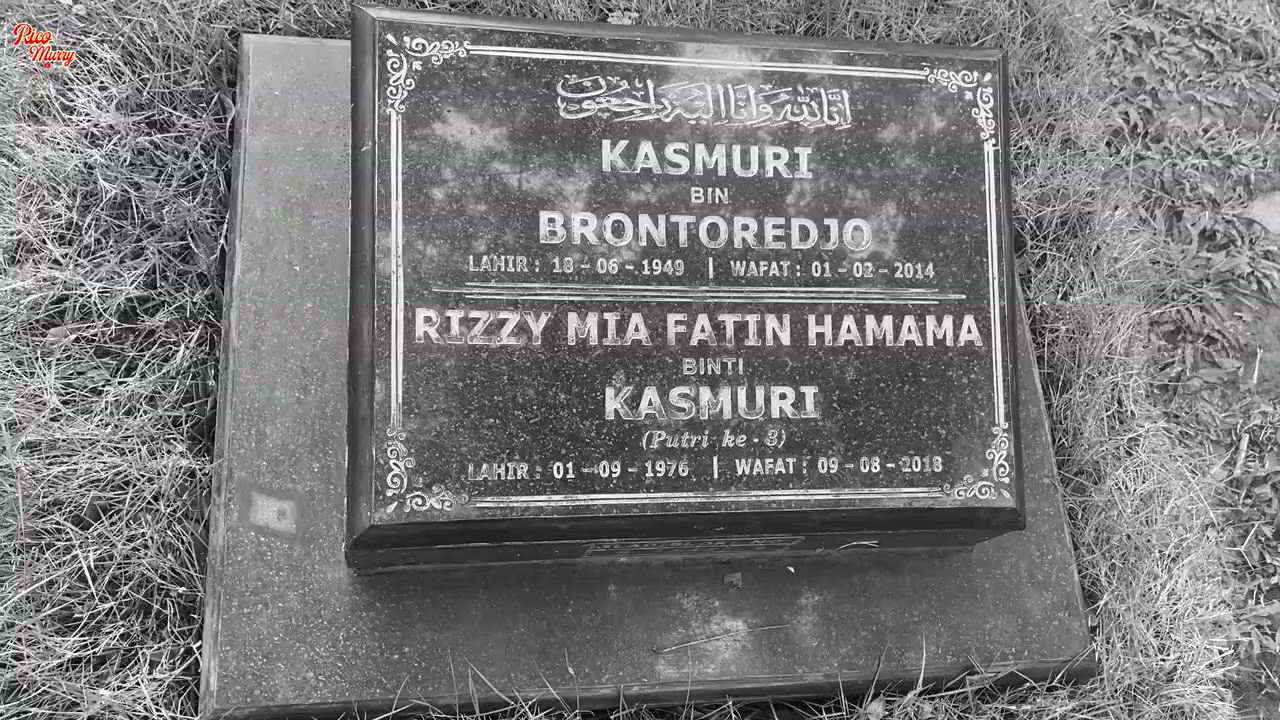 Rico
Murry
إنا لله وإنا إليه راجعون
KASMURI
BIN
BRONTOREDJO
LAHIR : 18 - 06 - 1949 | WAFAT : 01 - 02 - 2014
RIZZY MIA FATIN HAMAMA
BINTI
KASMURI
(Putri ke - 3)
LAHIR : 01 - 09 - 1976 | WAFAT : 09 - 08 - 2018